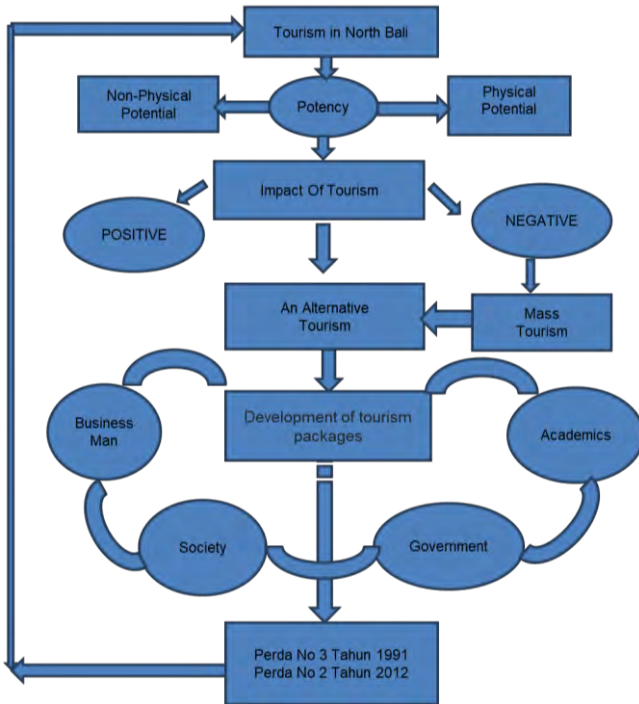 Tourism in North Bali
Non-Physical
Potential
Potency
Physical
Potential
Impact Of Tourism
POSITIVE
NEGATIVE
An Alternative
Tourism
Mass
Tourism
Business
Man
Development of tourism
packages
Academics
Society
Government
Perda No 3 Tahun 1991
Perda No 2 Tahun 2012